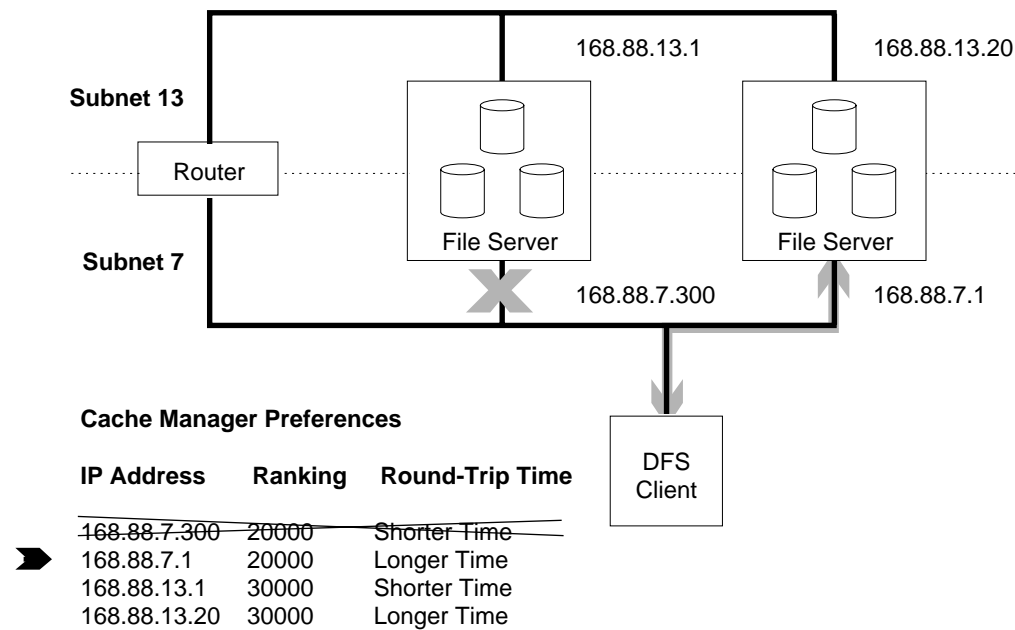 168.88.13.1 168.88.13.20
Subnet 13
Router
File Server File Server
Subnet 7
168.88.7.300 168.88.7.1
Cache Manager Preferences
DFS
Client
IP Address Ranking Round-Trip Time
168.88.7.300 20000 Shorter Time
168.88.7.1 20000 Longer Time
168.88.13.1 30000 Shorter Time
168.88.13.20 30000 Longer Time